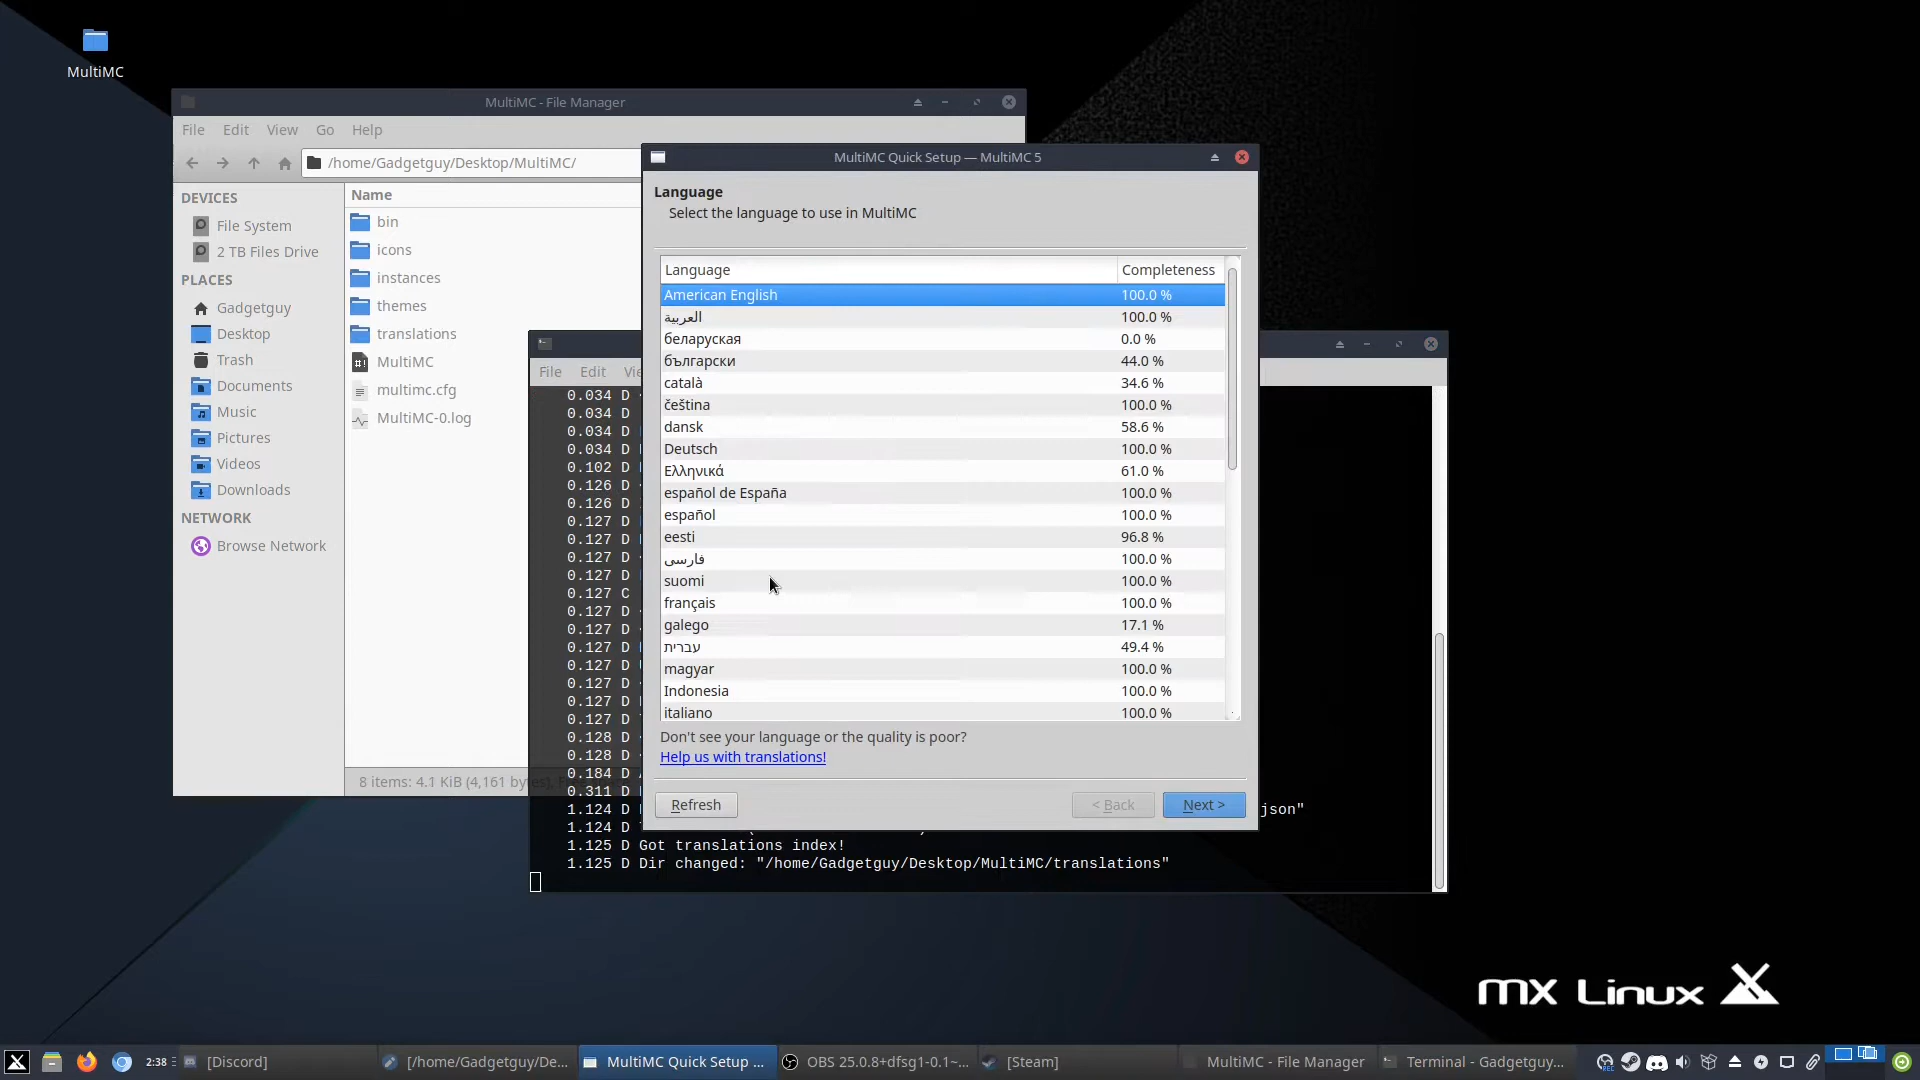 MultiMC
MultiMC - File Manager
File Edit View Go Help
/home/Gadgetguy/Desktop/MultiMC/
DEVICES
File System
2 TB Files Drive
PLACES
Gadgetguy
Desktop
Trash
Documents
Music
Pictures
Videos
Downloads
NETWORK
Browse Network
Name
bin
icons
instances
themes
translations
MultiMC
multimc.cfg
MultiMC-0.log
8 items: 4.1 KiB (4,161 bytes)
MultiMC Quick Setup — MultiMC 5
Language
Select the language to use in MultiMC
Language Completeness
American English 100.0 %
العربية 100.0 %
беларуская 0.0 %
български 44.0 %
català 34.6 %
čeština 100.0 %
dansk 58.6 %
Deutsch 100.0 %
Ελληνικά 61.0 %
español de España 100.0 %
español 100.0 %
eesti 96.8 %
فارسی 100.0 %
suomi 100.0 %
français 100.0 %
galego 17.1 %
עברית 49.4 %
magyar 100.0 %
Indonesia 100.0 %
italiano 100.0 %
Don't see your language or the quality is poor?
Help us with translations!
Refresh < Back Next >
File Edit
0.034 D
0.034 D
0.034 D
0.034 D
0.102 D
0.126 D
0.126 D
0.127 D
0.127 D
0.127 D
0.127 D
0.127 C
0.127 D
0.127 D
0.127 D
0.127 D
0.127 D
0.127 D
0.127 D
0.128 D
0.128 D
0.184 D
0.311 D
1.124 D json"
1.124 D
1.125 D Got translations index!
1.125 D Dir changed: "/home/Gadgetguy/Desktop/MultiMC/translations"
mx Linux
2:38 [Discord] [/home/Gadgetguy/De... MultiMC Quick Setup ... OBS 25.0.8+dfsg1-0.1~... [Steam] MultiMC - File Manager Terminal - Gadgetguy...